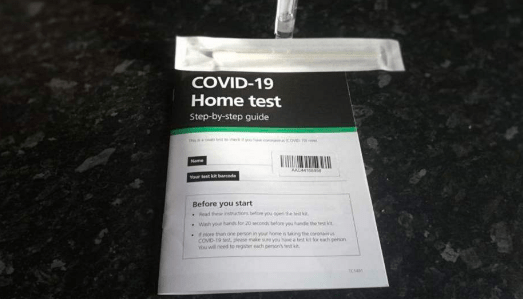 COVID-19
Home test
Step-by-step guide
Name
Your test kit barcode
Before you start
• Read these instructions before you open the test kit.
• Wash your hands for 20 seconds before you handle the test kit.
• If more than one person in your home is taking the coronavirus
COVID-19 test, please make sure you have a test kit for each person.
You will need to register each person's test kit.